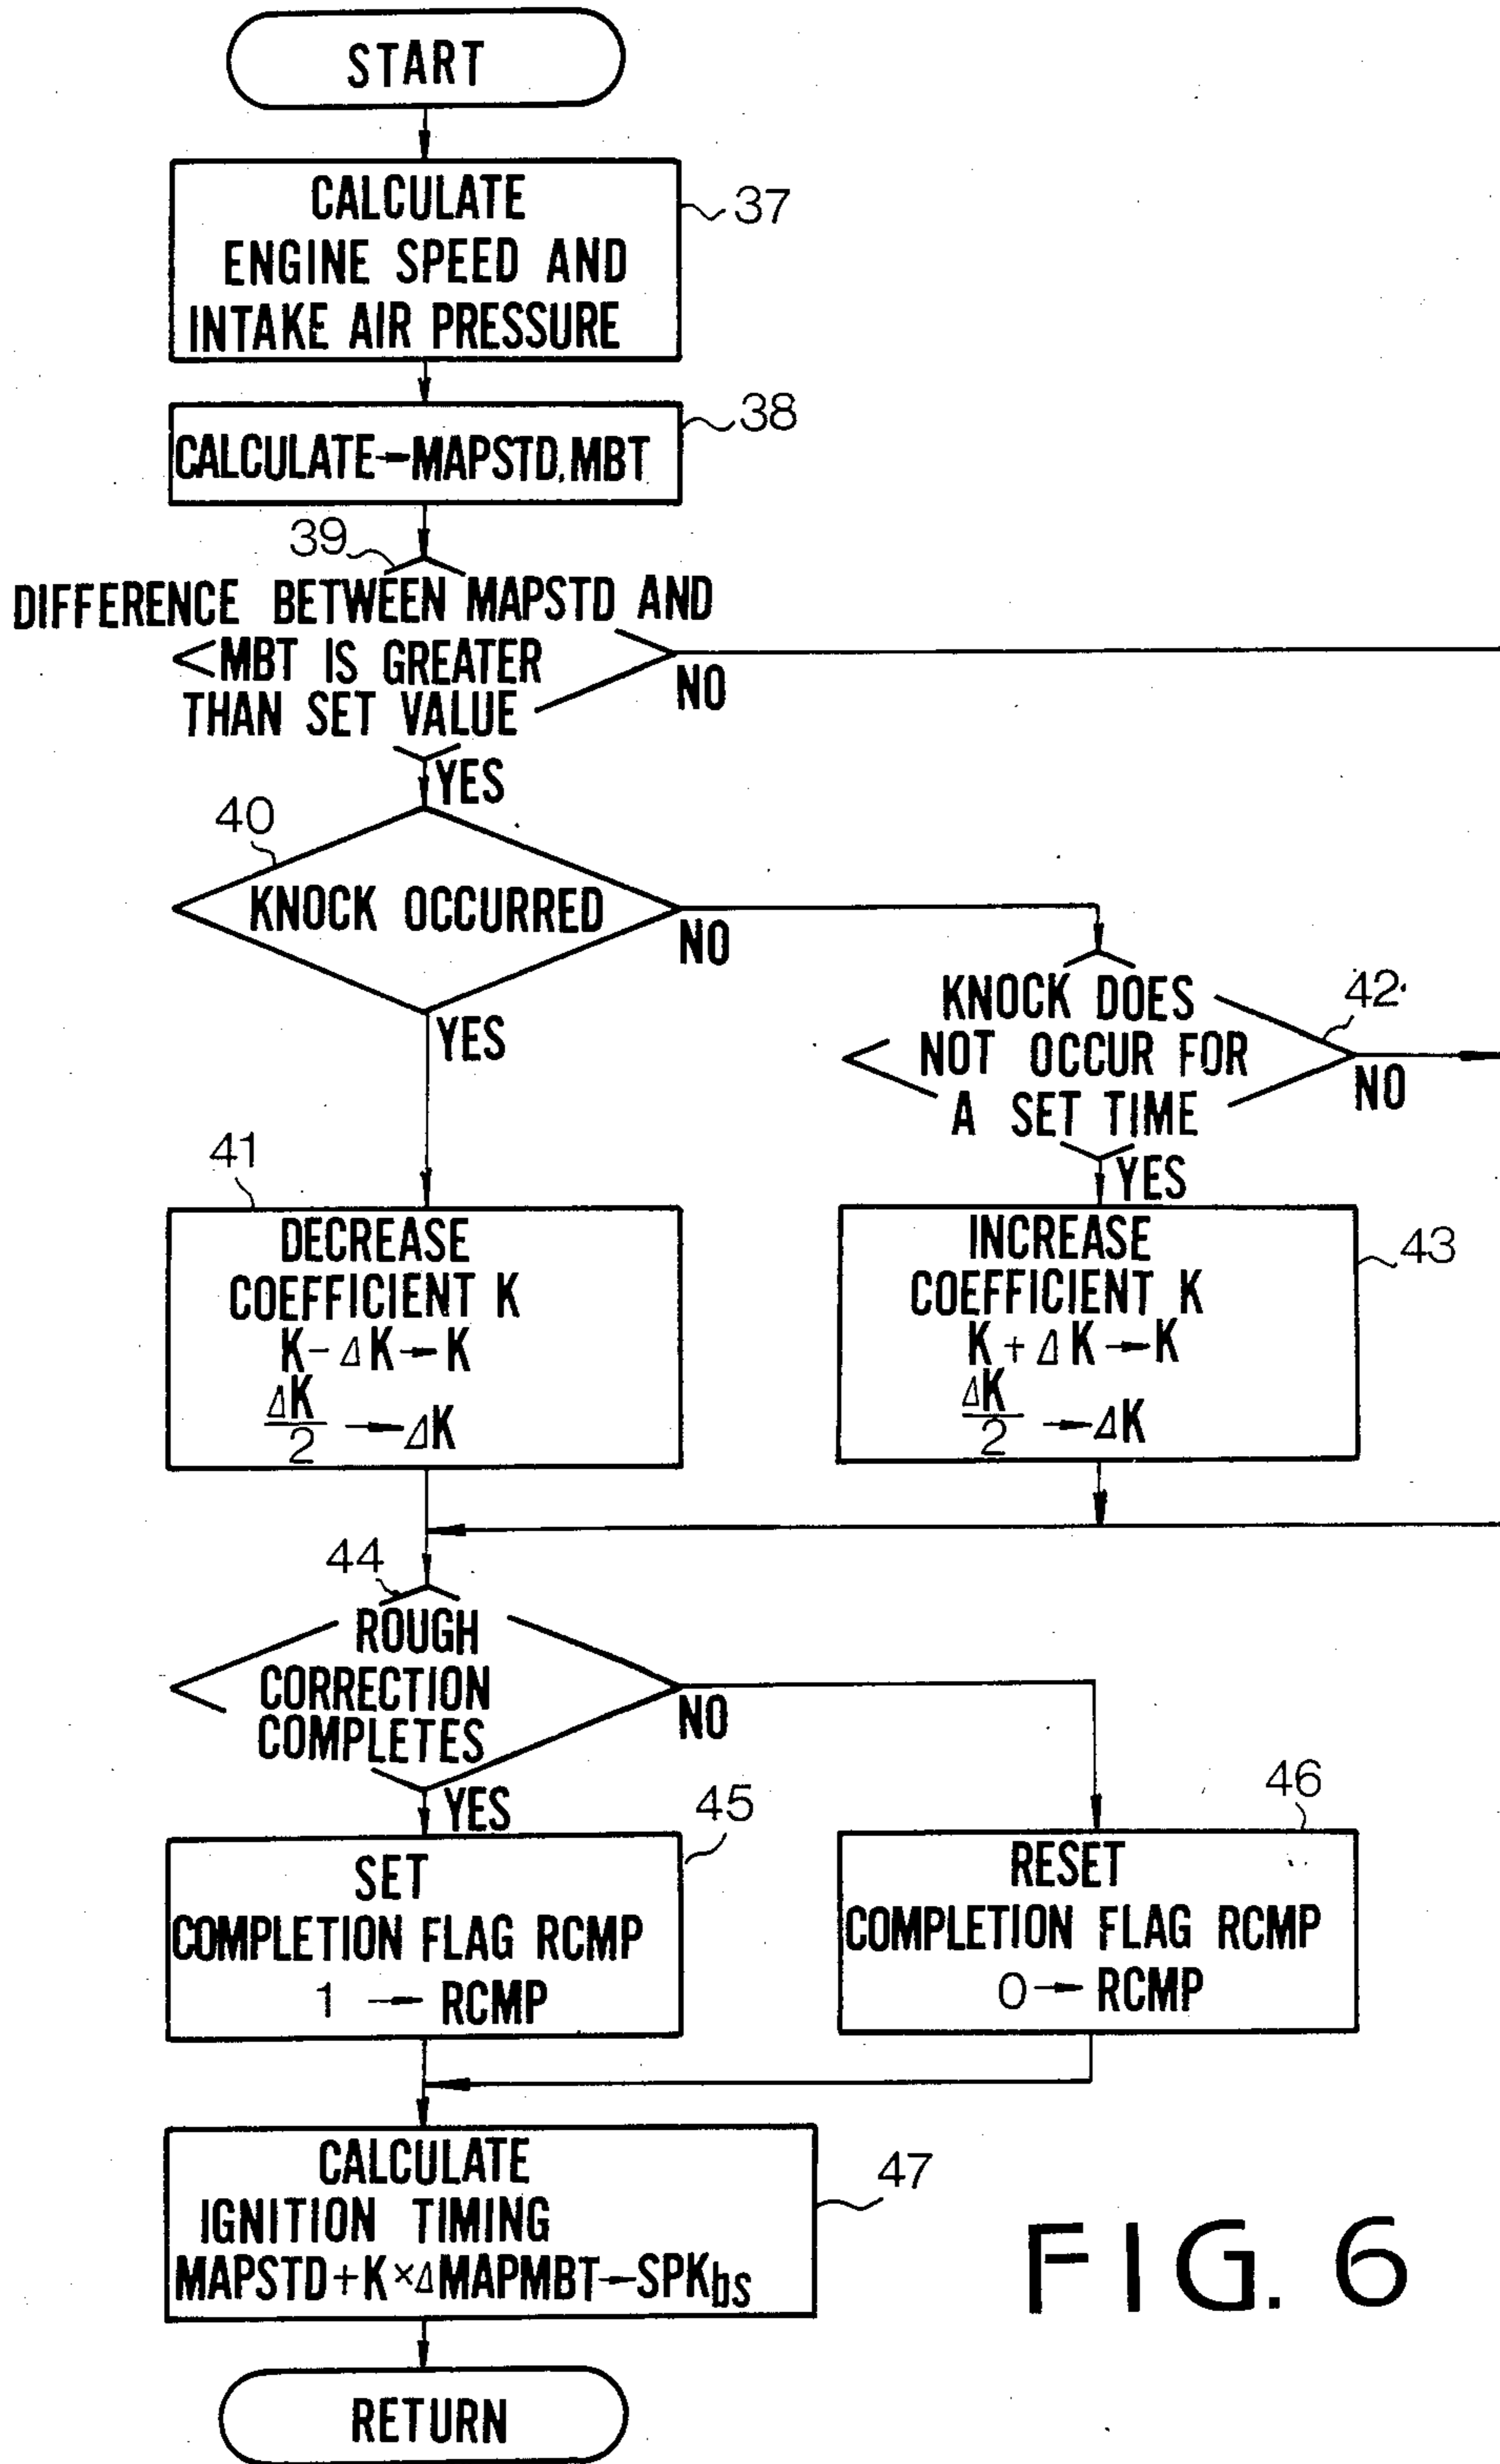 START
CALCULATE
ENGINE SPEED AND
INTAKE AIR PRESSURE
37
CALCULATE→MAPSTD,MBT
38
39
DIFFERENCE BETWEEN MAPSTD AND
MBT IS GREATER
THAN SET VALUE
NO
YES
40
KNOCK OCCURRED
NO
YES
KNOCK DOES
NOT OCCUR FOR
A SET TIME
42
NO
YES
41
DECREASE
COEFFICIENT K
K-ΔK→K
ΔK/2→ΔK
INCREASE
COEFFICIENT K
K+ΔK→K
ΔK/2→ΔK
43
44
ROUGH
CORRECTION
COMPLETES
NO
YES
45
SET
COMPLETION FLAG RCMP
1 → RCMP
46
RESET
COMPLETION FLAG RCMP
0→ RCMP
CALCULATE
IGNITION TIMING
MAPSTD+K×ΔMAPMBT→SPKbs
47
RETURN
FIG. 6